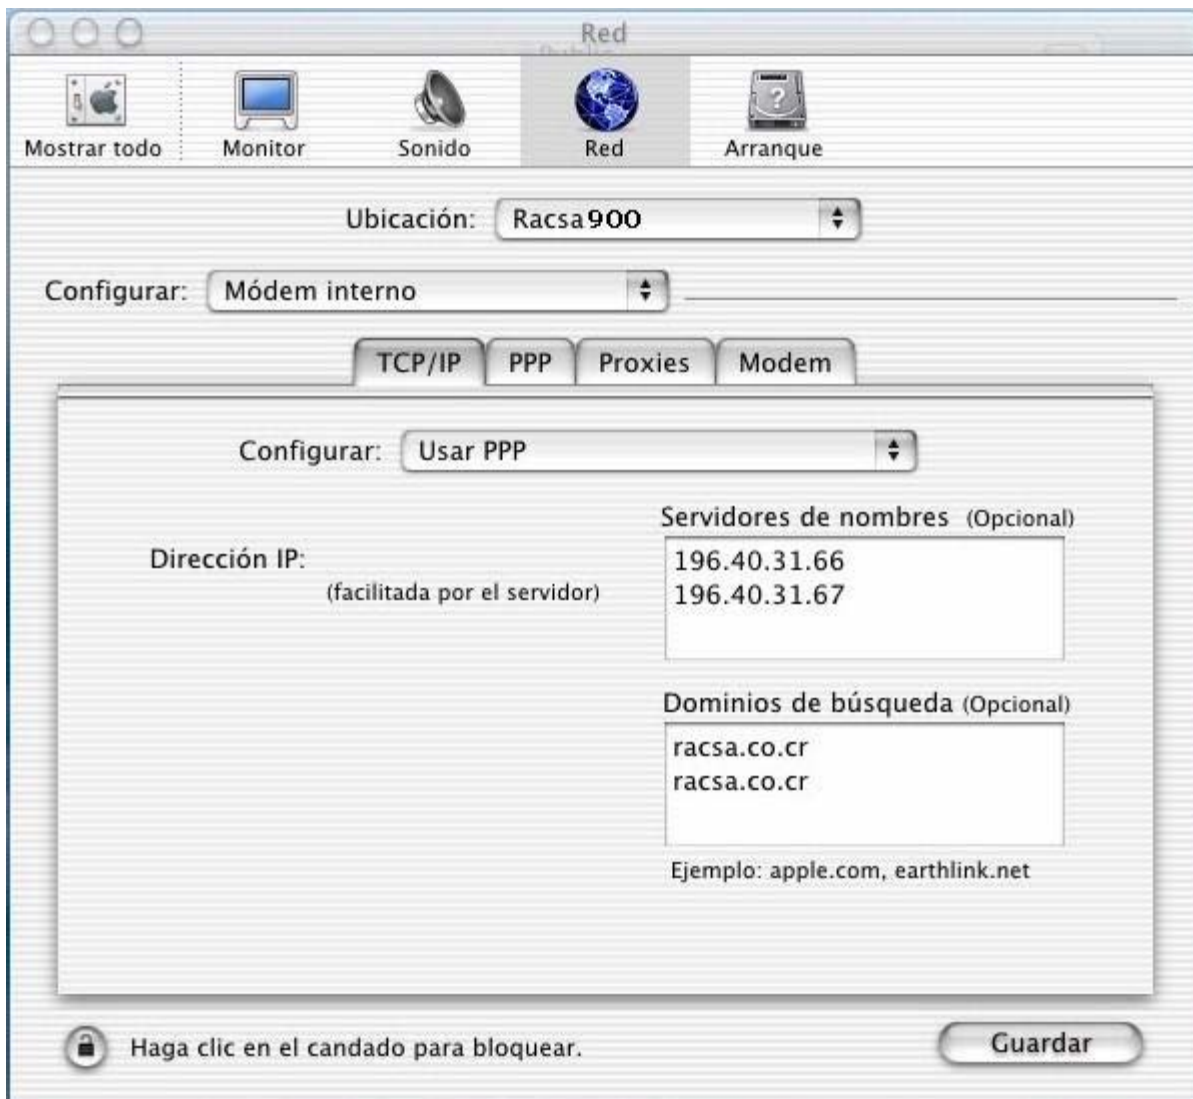 Red
Mostrar todo
Monitor
Sonido
Red
Arranque
Ubicación: Racsa900
Configurar: Módem interno
TCP/IP PPP Proxies Modem
Configurar: Usar PPP
Servidores de nombres (Opcional)
Dirección IP:
(facilitada por el servidor)
196.40.31.66
196.40.31.67
Dominios de búsqueda (Opcional)
racsa.co.cr
racsa.co.cr
Ejemplo: apple.com, earthlink.net
Haga clic en el candado para bloquear.
Guardar